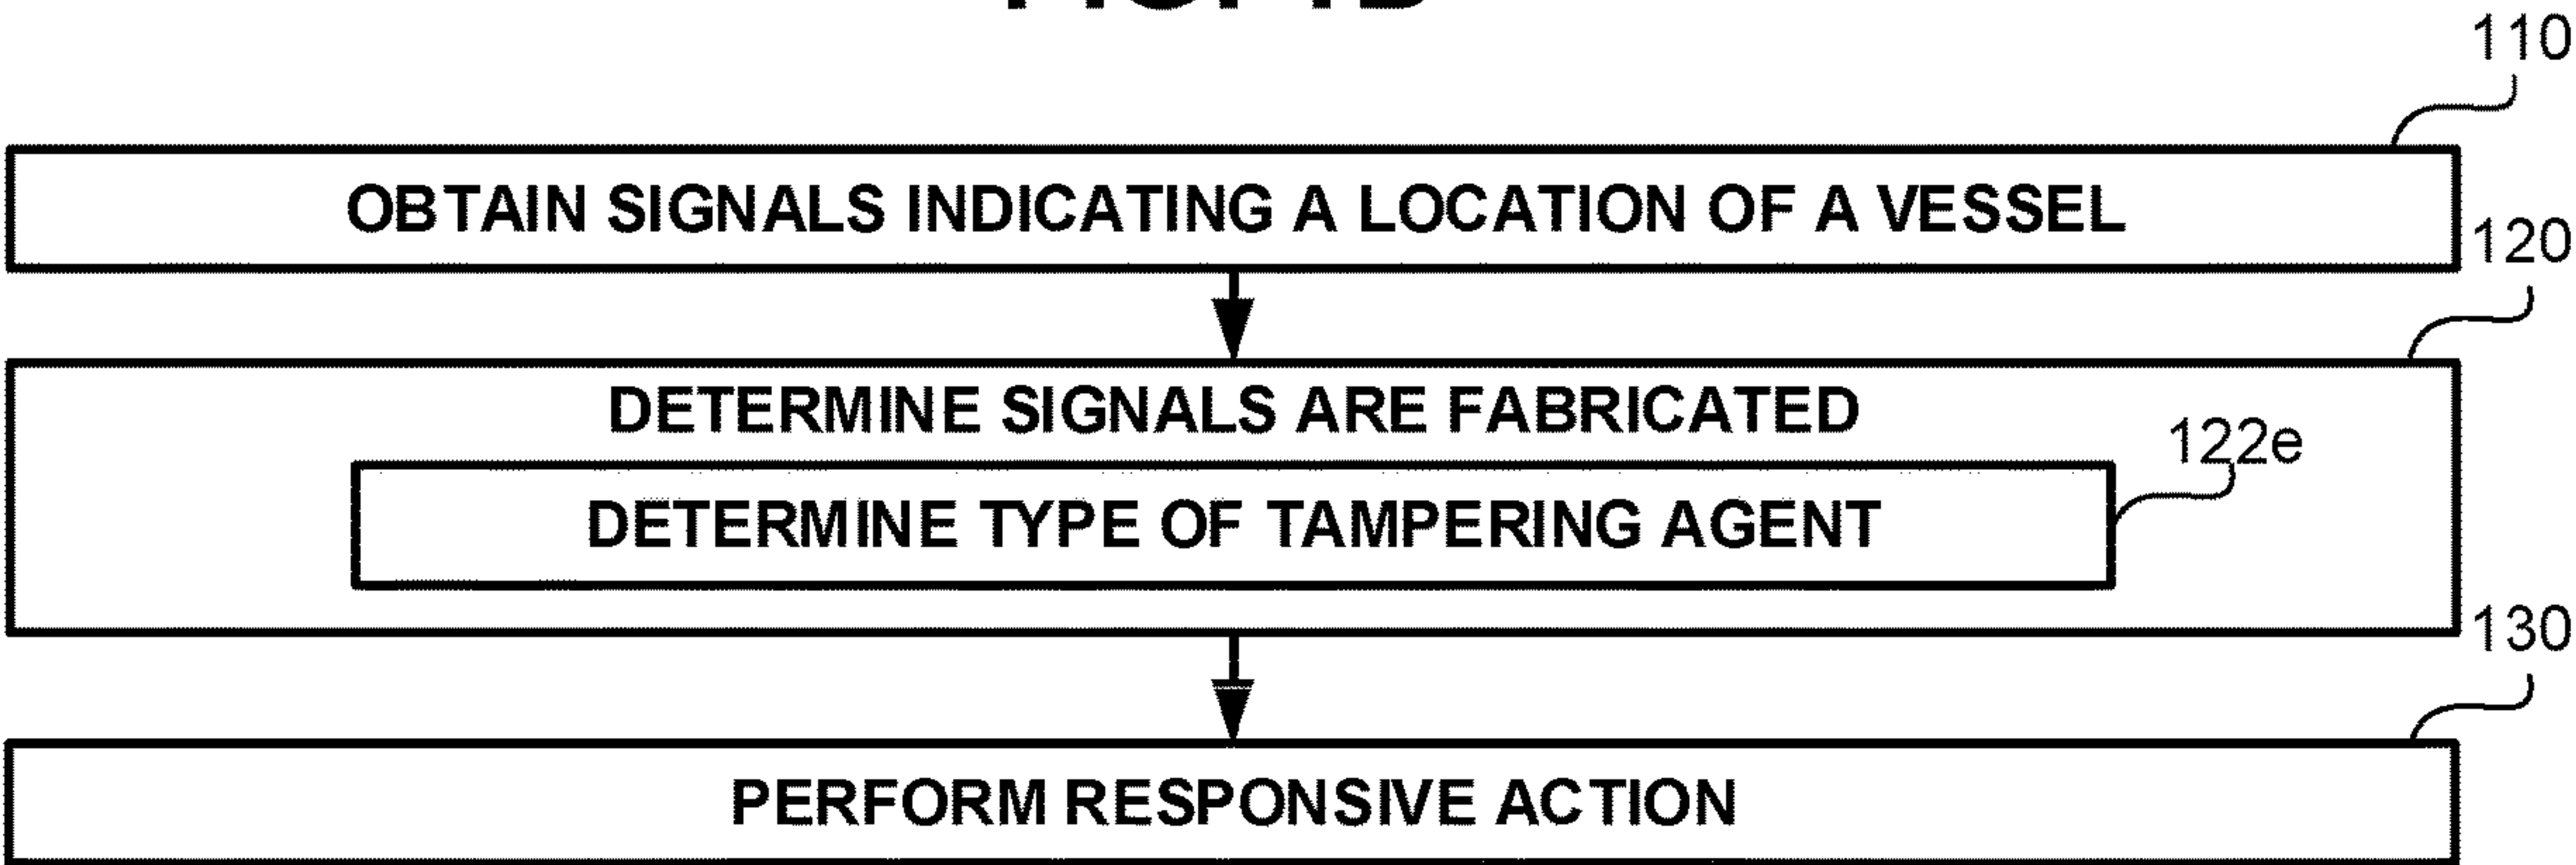 110
OBTAIN SIGNALS INDICATING A LOCATION OF A VESSEL
120
DETERMINE SIGNALS ARE FABRICATED
122e
DETERMINE TYPE OF TAMPERING AGENT
130
PERFORM RESPONSIVE ACTION